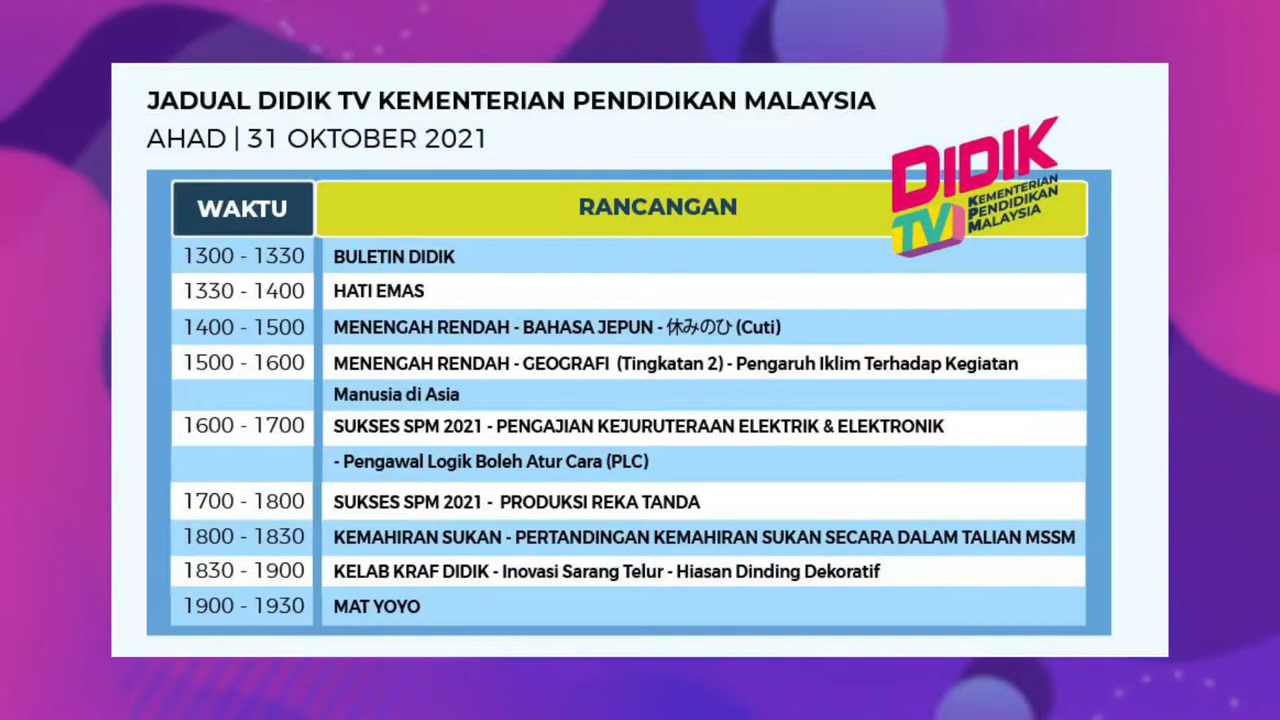 JADUAL DIDIK TV KEMENTERIAN PENDIDIKAN MALAYSIA
AHAD | 31 OKTOBER 2021
DIDIK
TV
KEMENTERIAN
PENDIDIKAN
MALAYSIA
WAKTU RANCANGAN
1300 - 1330 BULETIN DIDIK
1330 - 1400 HATI EMAS
1400 - 1500 MENENGAH RENDAH - BAHASA JEPUN - 休みのひ (Cuti)
1500 - 1600 MENENGAH RENDAH - GEOGRAFI (Tingkatan 2) - Pengaruh Iklim Terhadap Kegiatan
Manusia di Asia
1600 - 1700 SUKSES SPM 2021 - PENGAJIAN KEJURUTERAAN ELEKTRIK & ELEKTRONIK
- Pengawal Logik Boleh Atur Cara (PLC)
1700 - 1800 SUKSES SPM 2021 - PRODUKSI REKA TANDA
1800 - 1830 KEMAHIRAN SUKAN - PERTANDINGAN KEMAHIRAN SUKAN SECARA DALAM TALIAN MSSM
1830 - 1900 KELAB KRAF DIDIK - Inovasi Sarang Telur - Hiasan Dinding Dekoratif
1900 - 1930 MAT YOYO